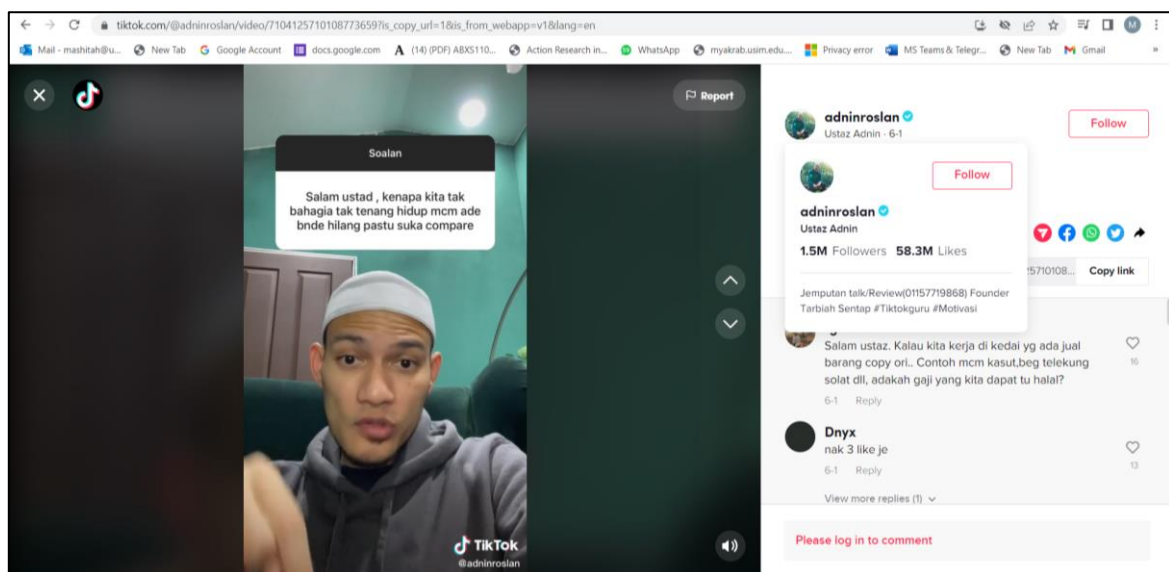 tiktok.com/@adninroslan/video/7104125710108773659?is_copy_url=1&is_from_webapp=v1&lang=en
M
Mail - mashitah@u...
New Tab
Google Account
docs.google.com
(14) (PDF) ABXS110...
Action Research in...
WhatsApp
myakrab.usim.edu....
Privacy error
MS Teams & Telegr...
New Tab
Gmail
»
Report
Soalan
Salam ustad , kenapa kita tak
bahagia tak tenang hidup mcm ade
bnde hilang pastu suka compare
TikTok
@adninroslan
adninroslan
Ustaz Adnin · 6-1
Follow
Follow
adninroslan
Ustaz Adnin
1.5M Followers 58.3M Likes
Jemputan talk/Review(01157719868) Founder
Tarbiah Sentap #Tiktokguru #Motivasi
25710108...
Copy link
Salam ustaz. Kalau kita kerja di kedai yg ada jual
barang copy ori.. Contoh mcm kasut,beg telekung
solat dll, adakah gaji yang kita dapat tu halal?
16
6-1 Reply
Dnyx
nak 3 like je
13
6-1 Reply
View more replies (1)
Please log in to comment